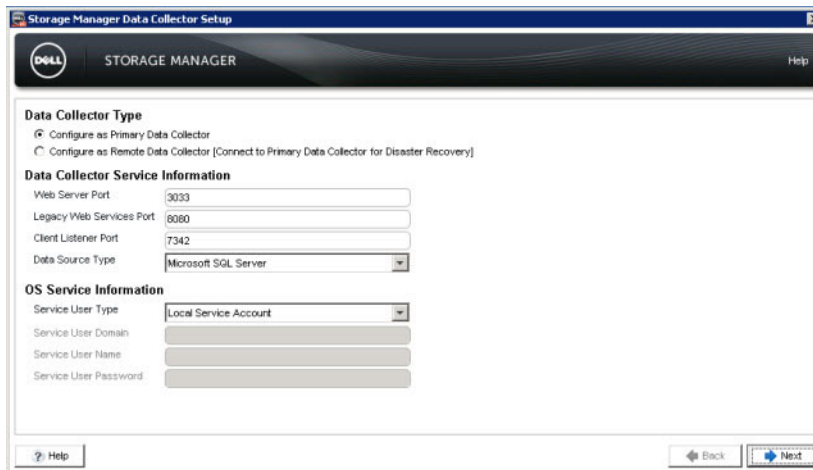 Storage Manager Data Collector Setup
DELL
STORAGE MANAGER
Help
Data Collector Type
Configure as Primary Data Collector
Configure as Remote Data Collector [Connect to Primary Data Collector for Disaster Recovery]
Data Collector Service Information
Web Server Port 3033
Legacy Web Services Port 8080
Client Listener Port 7342
Data Source Type Microsoft SQL Server
OS Service Information
Service User Type Local Service Account
Service User Domain
Service User Name
Service User Password
? Help
Back
Next